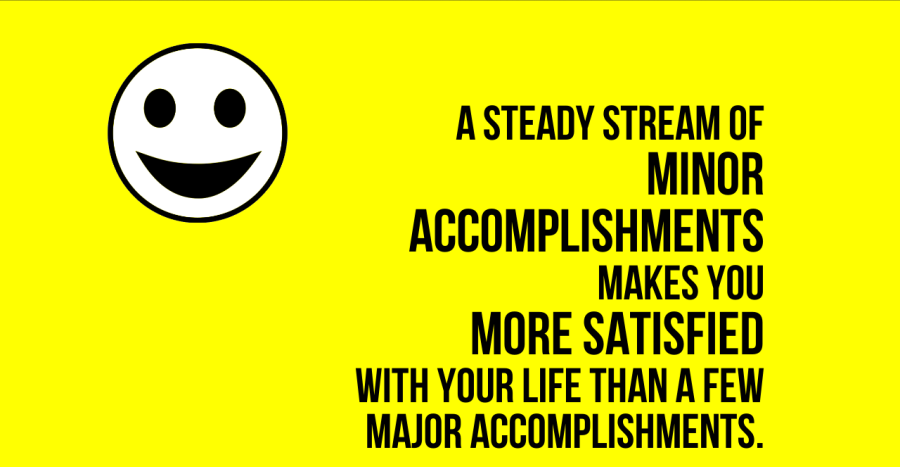 A STEADY STREAM OF
MINOR
ACCOMPLISHMENTS
MAKES YOU
MORE SATISFIED
WITH YOUR LIFE THAN A FEW
MAJOR ACCOMPLISHMENTS.